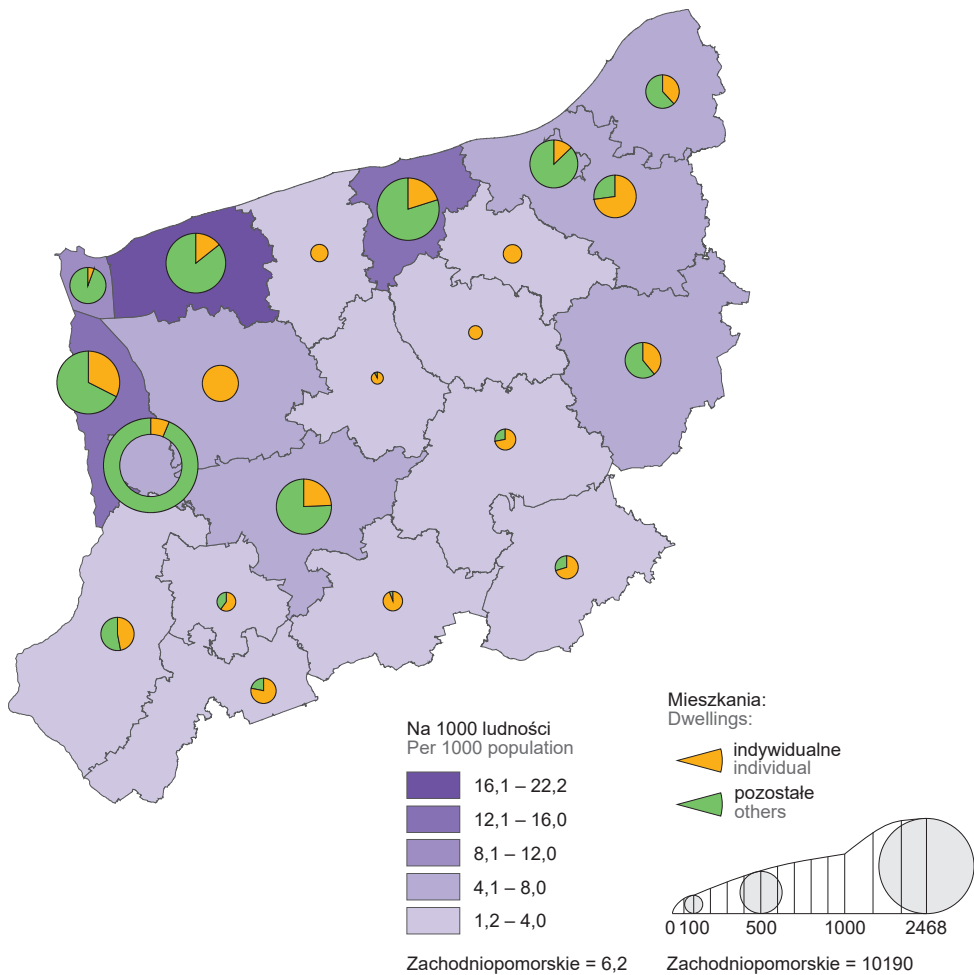 Na 1000 ludności
Per 1000 population
16,1 – 22,2
12,1 – 16,0
8,1 – 12,0
4,1 – 8,0
1,2 – 4,0
Zachodniopomorskie = 6,2
Mieszkania:
Dwellings:
indywidualne
individual
pozostałe
others
0 100 500 1000 2468
Zachodniopomorskie = 10190